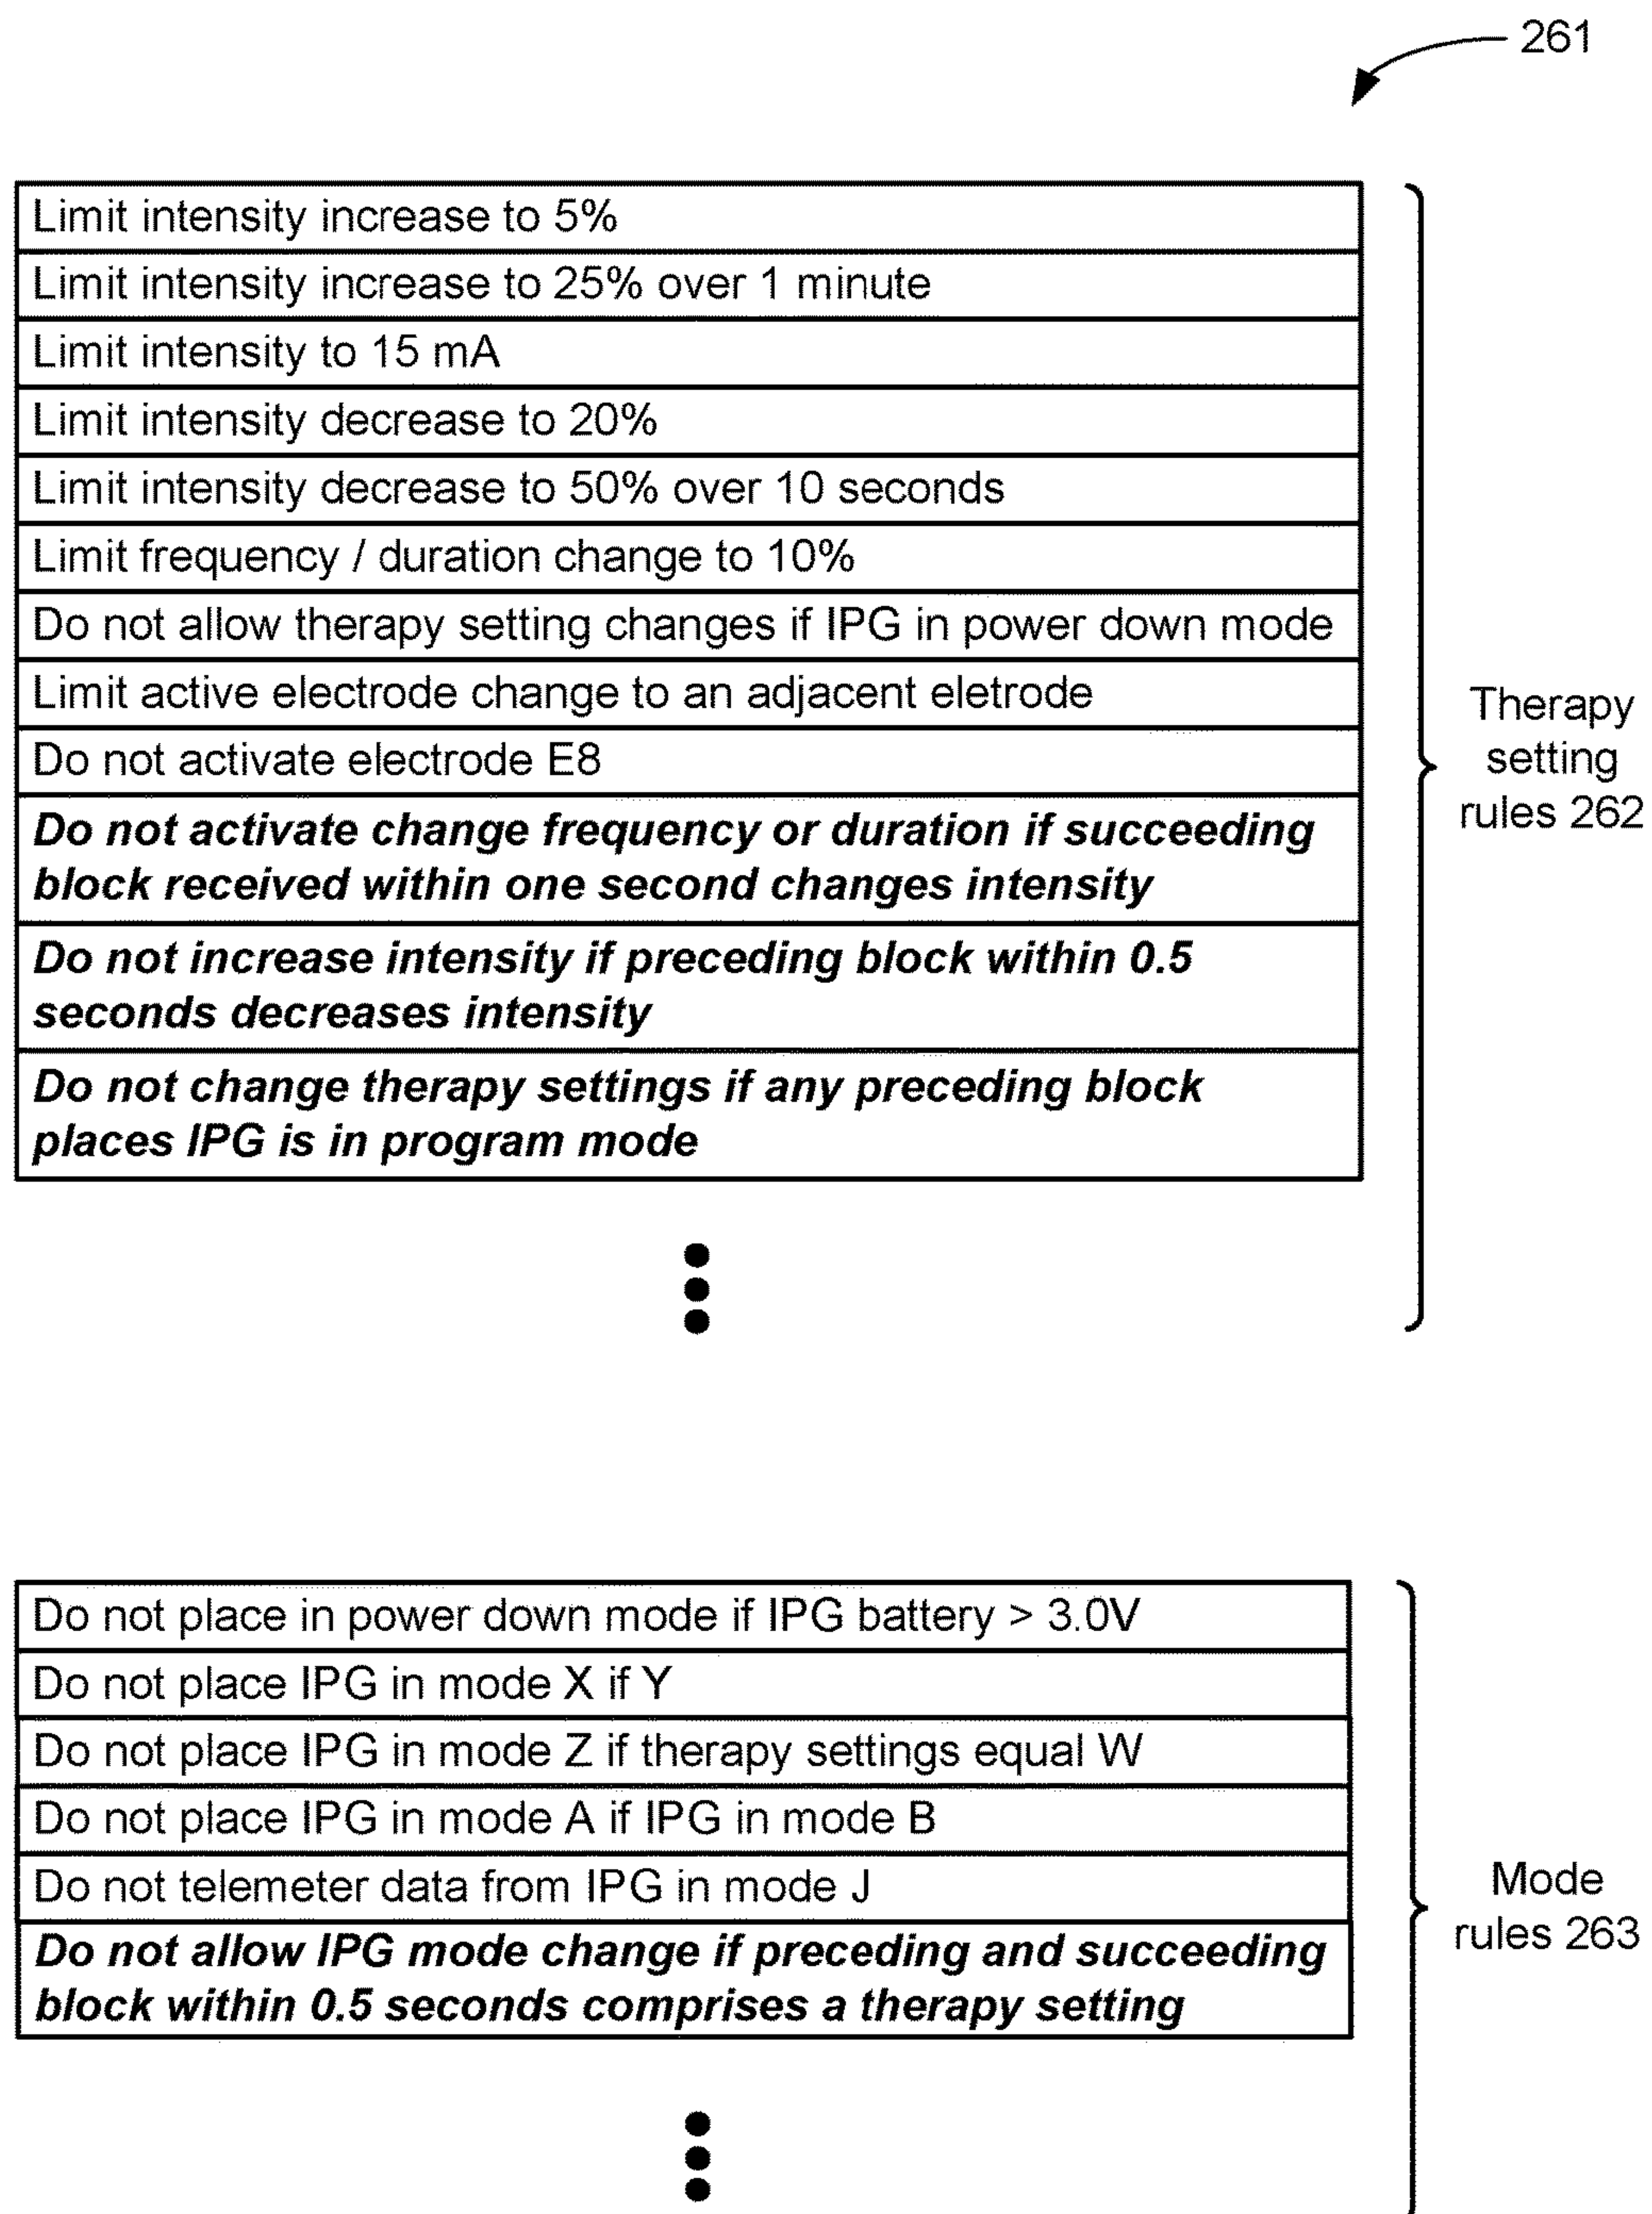 261
Limit intensity increase to 5%
Limit intensity increase to 25% over 1 minute
Limit intensity to 15 mA
Limit intensity decrease to 20%
Limit intensity decrease to 50% over 10 seconds
Limit frequency / duration change to 10%
Do not allow therapy setting changes if IPG in power down mode
Limit active electrode change to an adjacent eletrode
Do not activate electrode E8
Do not activate change frequency or duration if succeeding
block received within one second changes intensity
Do not increase intensity if preceding block within 0.5
seconds decreases intensity
Do not change therapy settings if any preceding block
places IPG is in program mode
Therapy
setting
rules 262
Do not place in power down mode if IPG battery > 3.0V
Do not place IPG in mode X if Y
Do not place IPG in mode Z if therapy settings equal W
Do not place IPG in mode A if IPG in mode B
Do not telemeter data from IPG in mode J
Do not allow IPG mode change if preceding and succeeding
block within 0.5 seconds comprises a therapy setting
Mode
rules 263